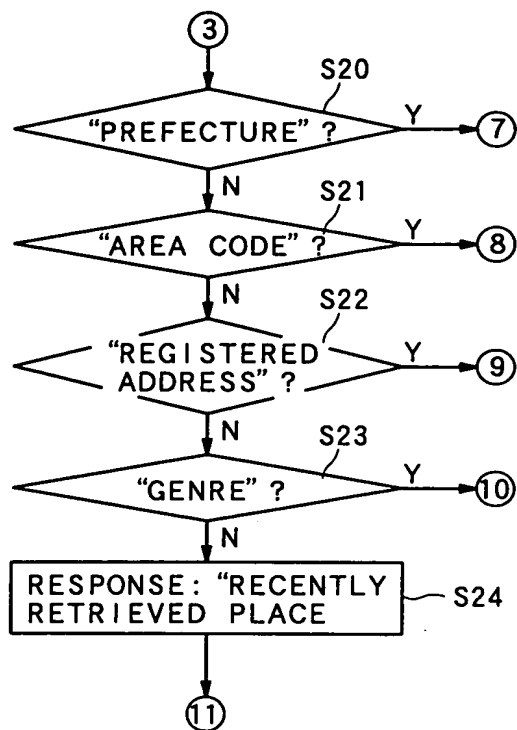 3
S20
"PREFECTURE" ?
Y
7
N
S21
"AREA CODE" ?
Y
8
N
S22
"REGISTERED
ADDRESS" ?
Y
9
N
S23
"GENRE" ?
Y
10
N
RESPONSE: "RECENTLY
RETRIEVED PLACE
S24
11